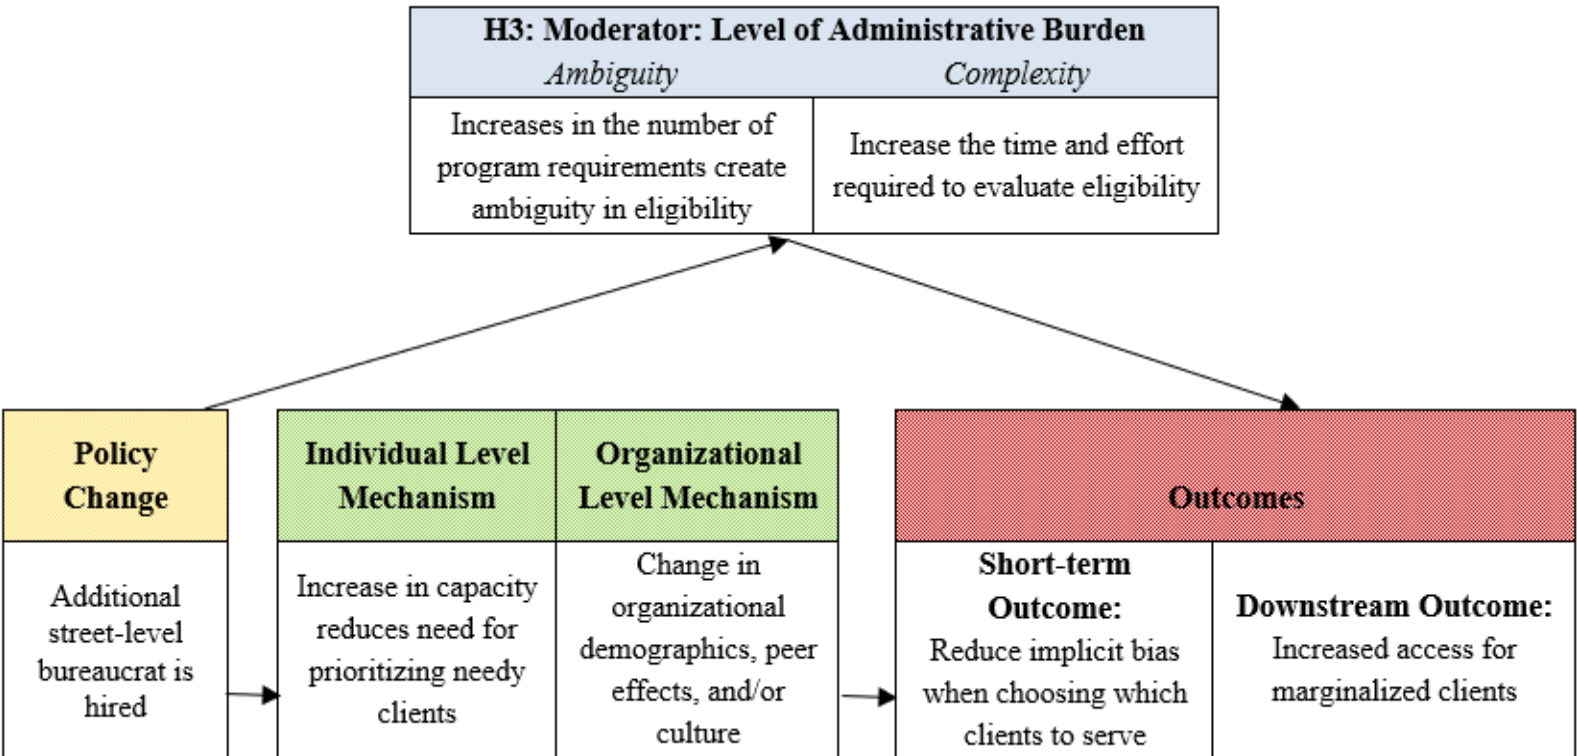 H3: Moderator: Level of Administrative Burden
Ambiguity
Complexity
Increases in the number of
program requirements create
ambiguity in eligibility
Increase the time and effort
required to evaluate eligibility
Policy
Change
Additional
street-level
bureaucrat is
hired
Individual Level
Mechanism
Increase in capacity
reduces need for
prioritizing needy
clients
Organizational
Level Mechanism
Change in
organizational
demographics, peer
effects, and/or
culture
Outcomes
Short-term
Outcome:
Reduce implicit bias
when choosing which
clients to serve
Downstream Outcome:
Increased access for
marginalized clients